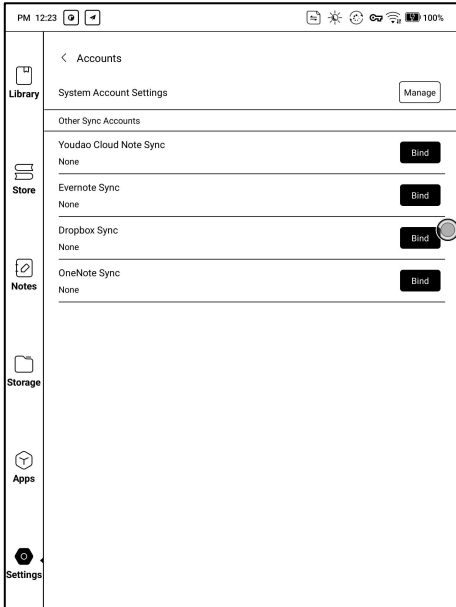 PM 12:23
100%
Accounts
Library
System Account Settings
Manage
Other Sync Accounts
Youdao Cloud Note Sync
None
Bind
Store
Evernote Sync
None
Bind
Dropbox Sync
None
Bind
Notes
OneNote Sync
None
Bind
Storage
Apps
Settings